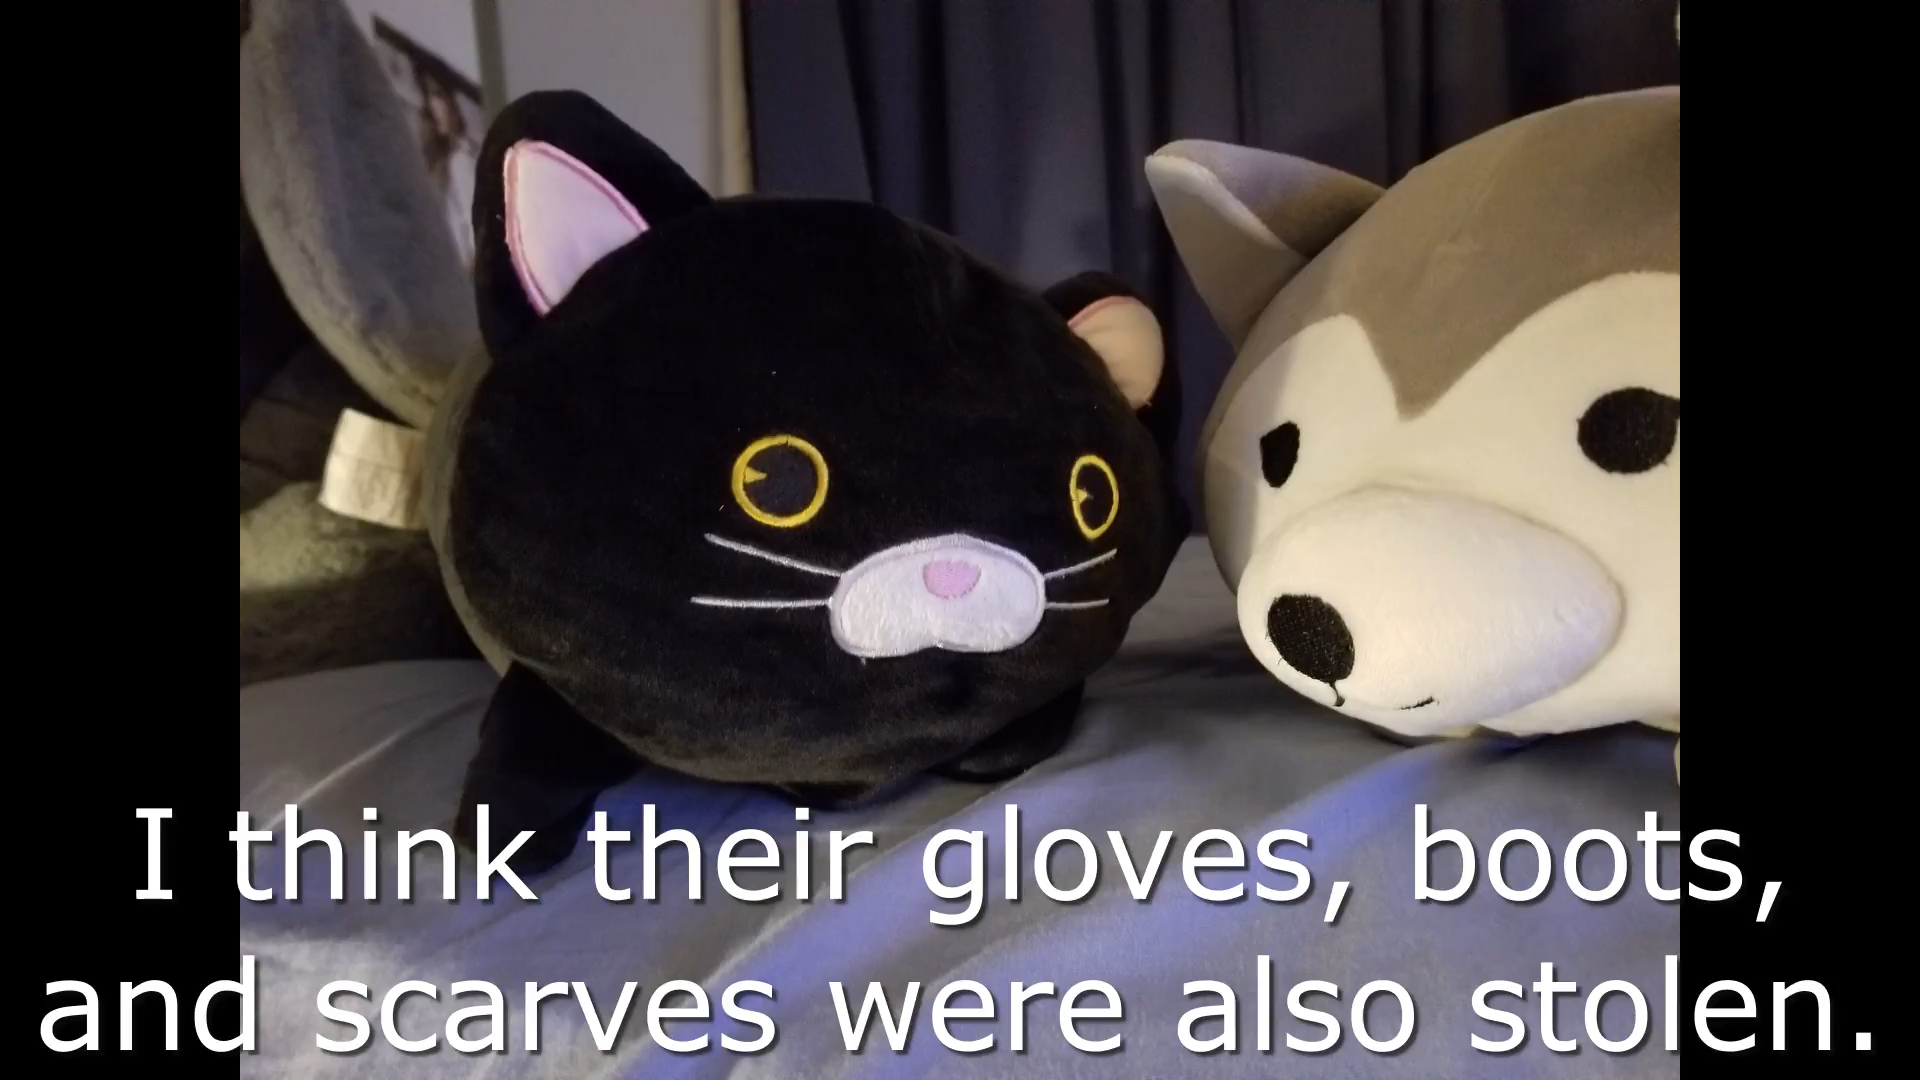 I think their gloves, boots,
and scarves were also stolen.